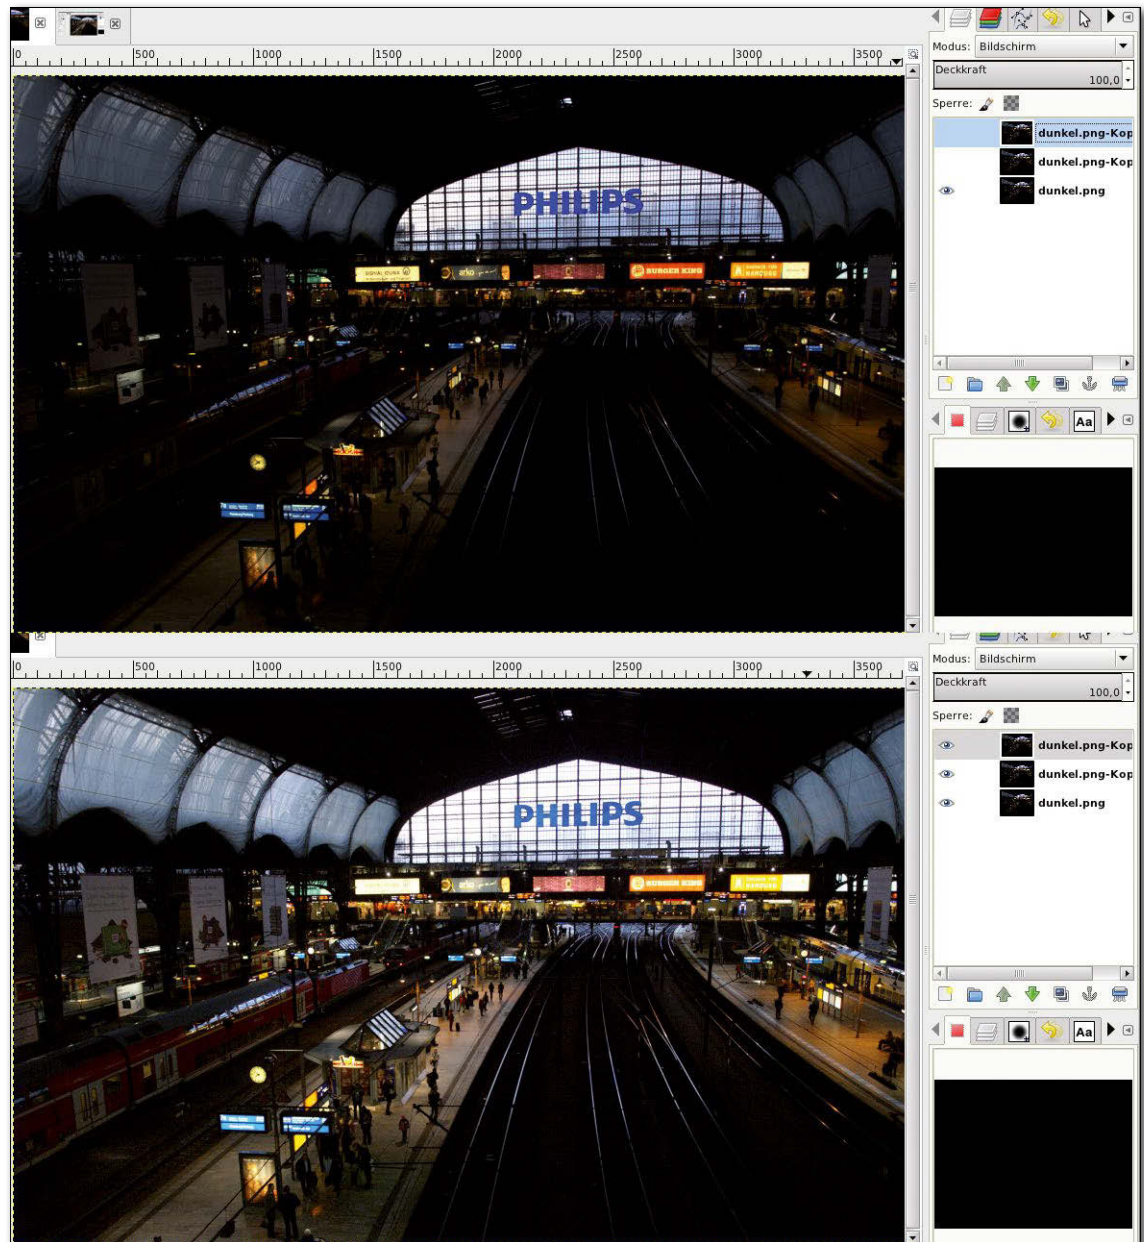 0 500 1000 1500 2000 2500 3000 3500
Modus: Bildschirm
Deckkraft
100,0
Sperre:
dunkel.png-Kop
dunkel.png-Kop
dunkel.png
Aa
PHILIPS
BURGER KING
0 500 1000 1500 2000 2500 3000 3500
Modus: Bildschirm
Deckkraft
100,0
Sperre:
dunkel.png-Kop
dunkel.png-Kop
dunkel.png
Aa
PHILIPS
BURGER KING